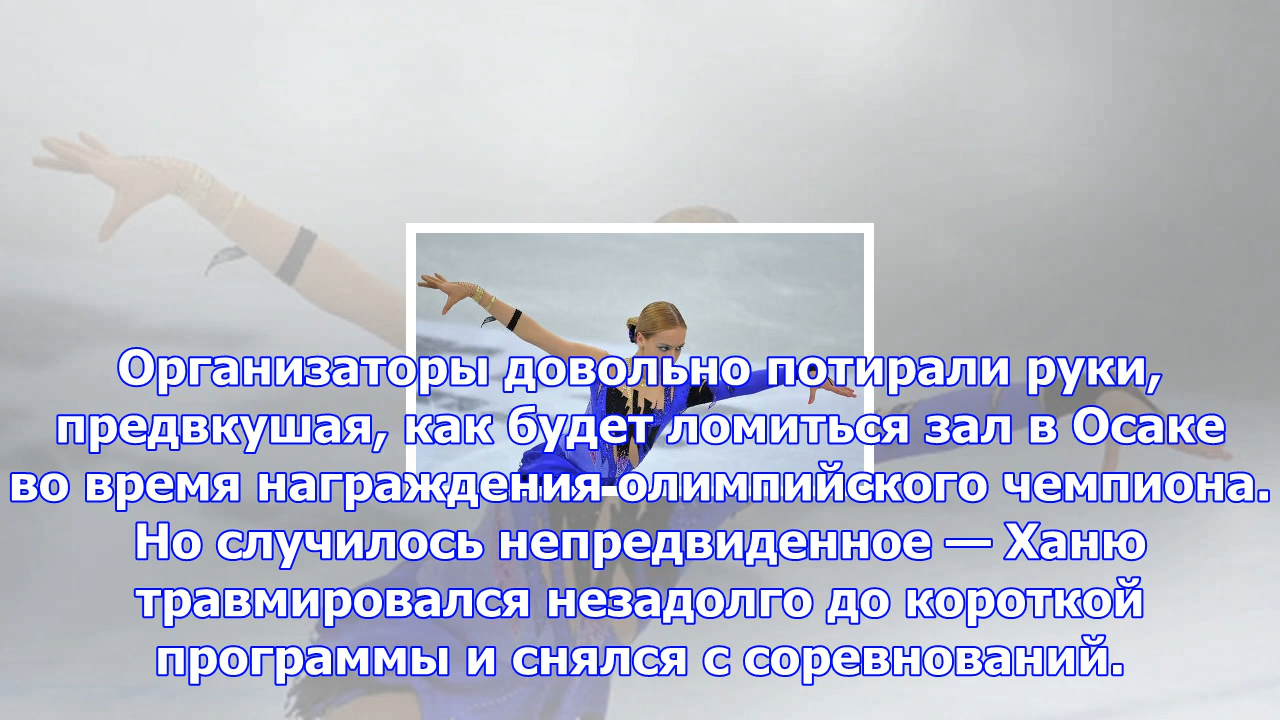 Организаторы довольно потирали руки,
предвкушая, как будет ломиться зал в Осаке
во время награждения олимпийского чемпиона.
Но случилось непредвиденное — Ханю
травмировался незадолго до короткой
программы и снялся с соревнований.